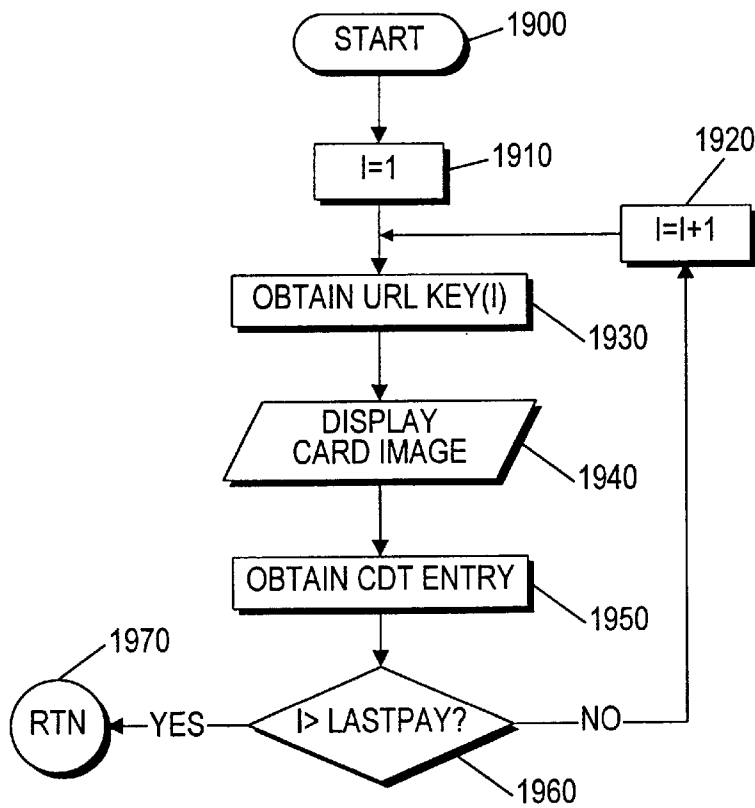 START
1900
I=1
1910
1920
I=I+1
OBTAIN URL KEY(I)
1930
DISPLAY
CARD IMAGE
1940
OBTAIN CDT ENTRY
1950
1970
RTN
YES
I> LASTPAY?
NO
1960